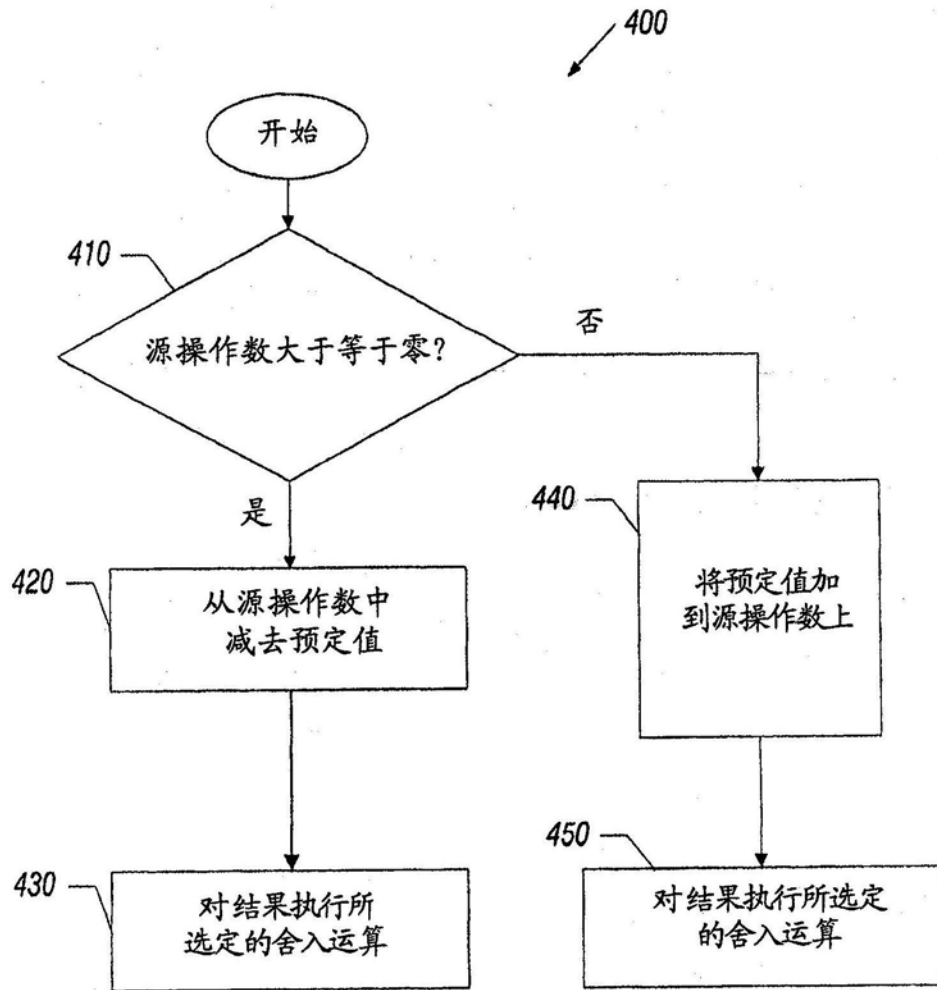 400
开始
410
源操作数大于等于零?
否
是
440
420
从源操作数中
减去预定值
将预定值加
到源操作数上
450
430
对结果执行所
选定的舍入运算
对结果执行所选定
的舍入运算